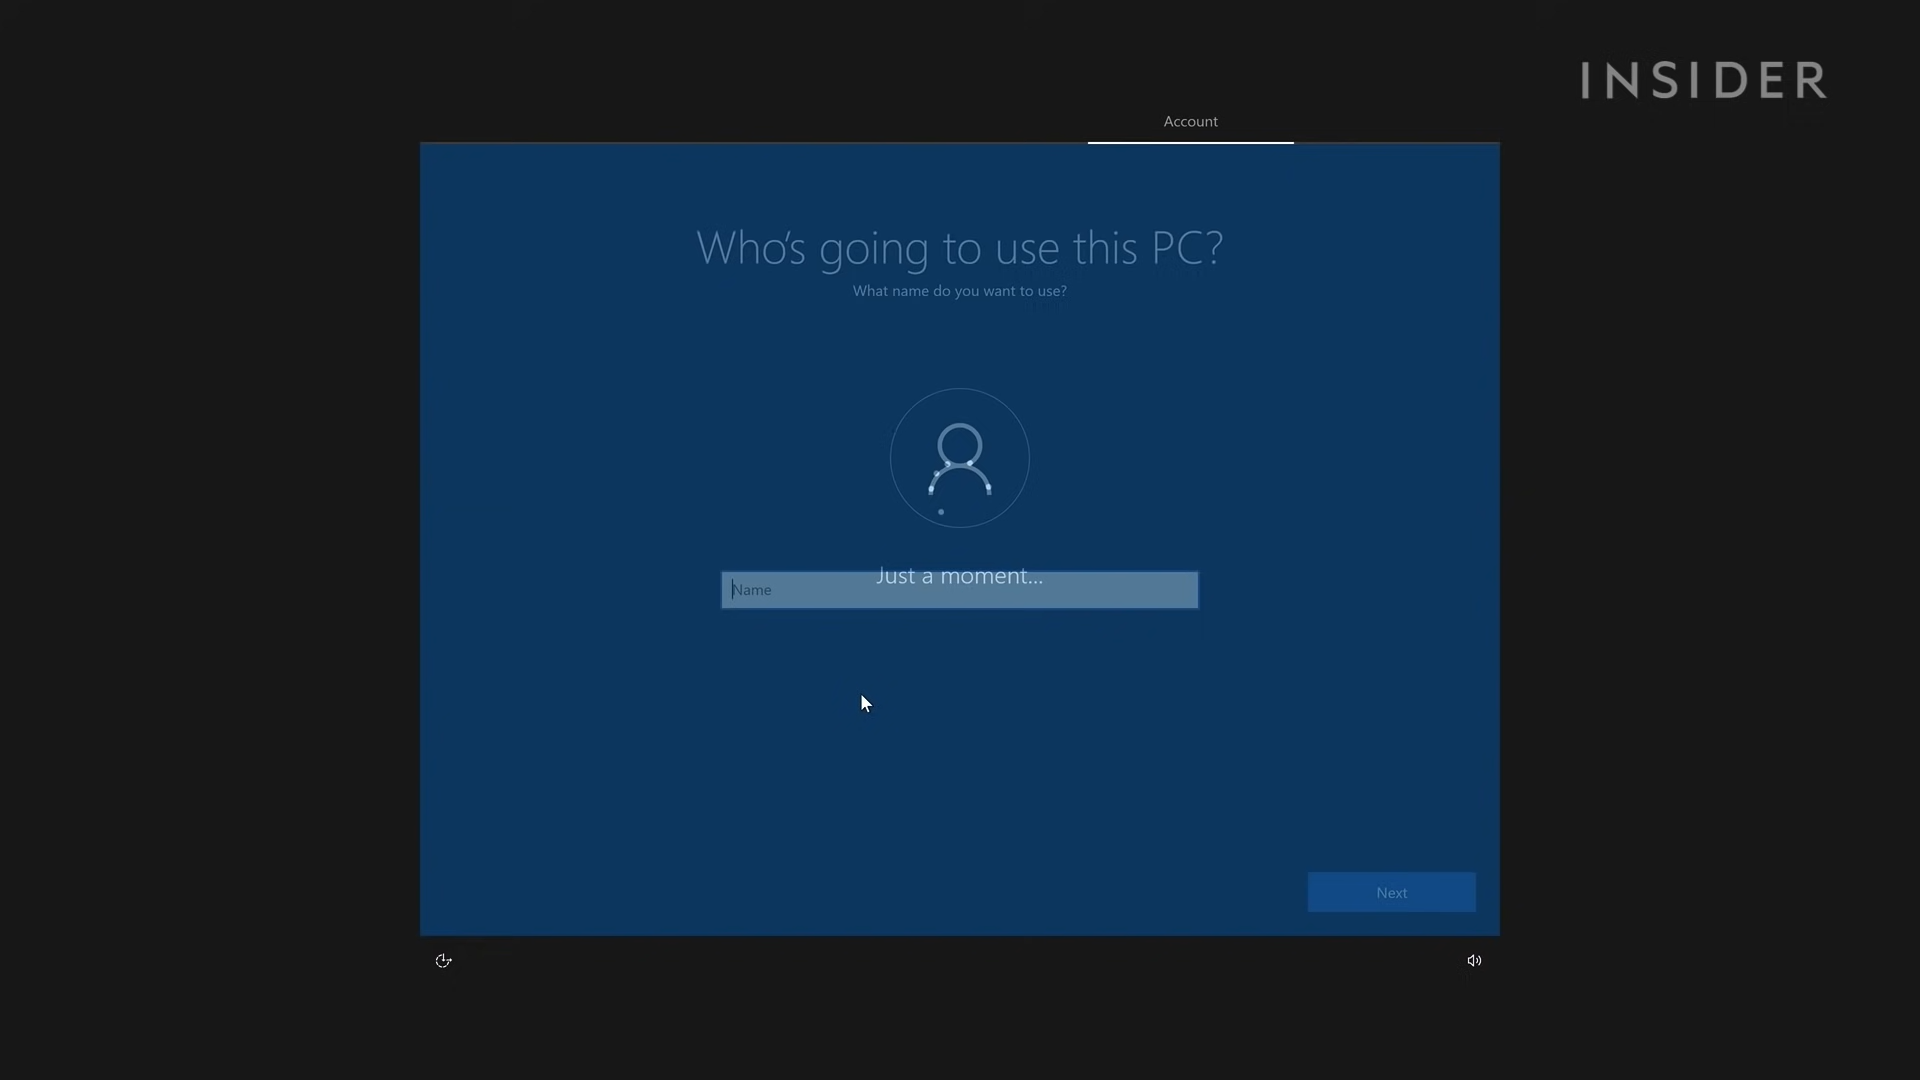 INSIDER
Account
Who's going to use this PC?
What name do you want to use?
Just a moment...
Name
Next